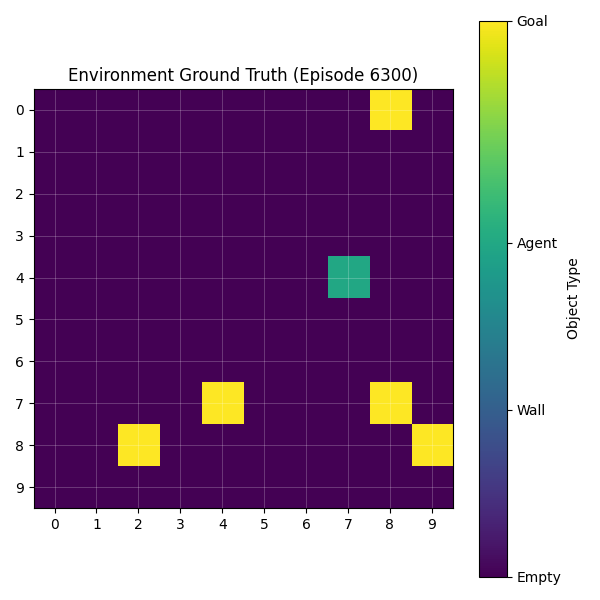 Environment Ground Truth (Episode 6300)
0
1
2
3
4
5
6
7
8
9
0 1 2 3 4 5 6 7 8 9
Goal
Agent
Wall
Empty
Object Type